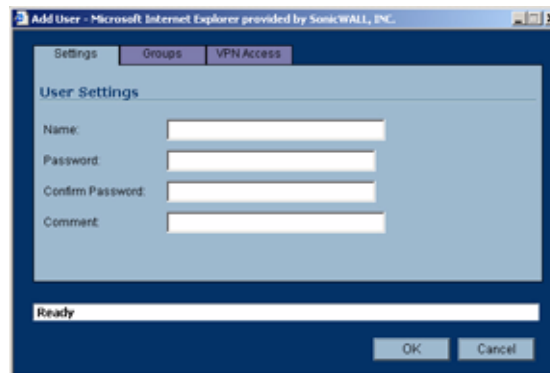 Add User - Microsoft Internet Explorer provided by SonicWALL, INC.
Settings Groups VPN Access
User Settings
Name:
Password:
Confirm Password:
Comment:
Ready
OK Cancel